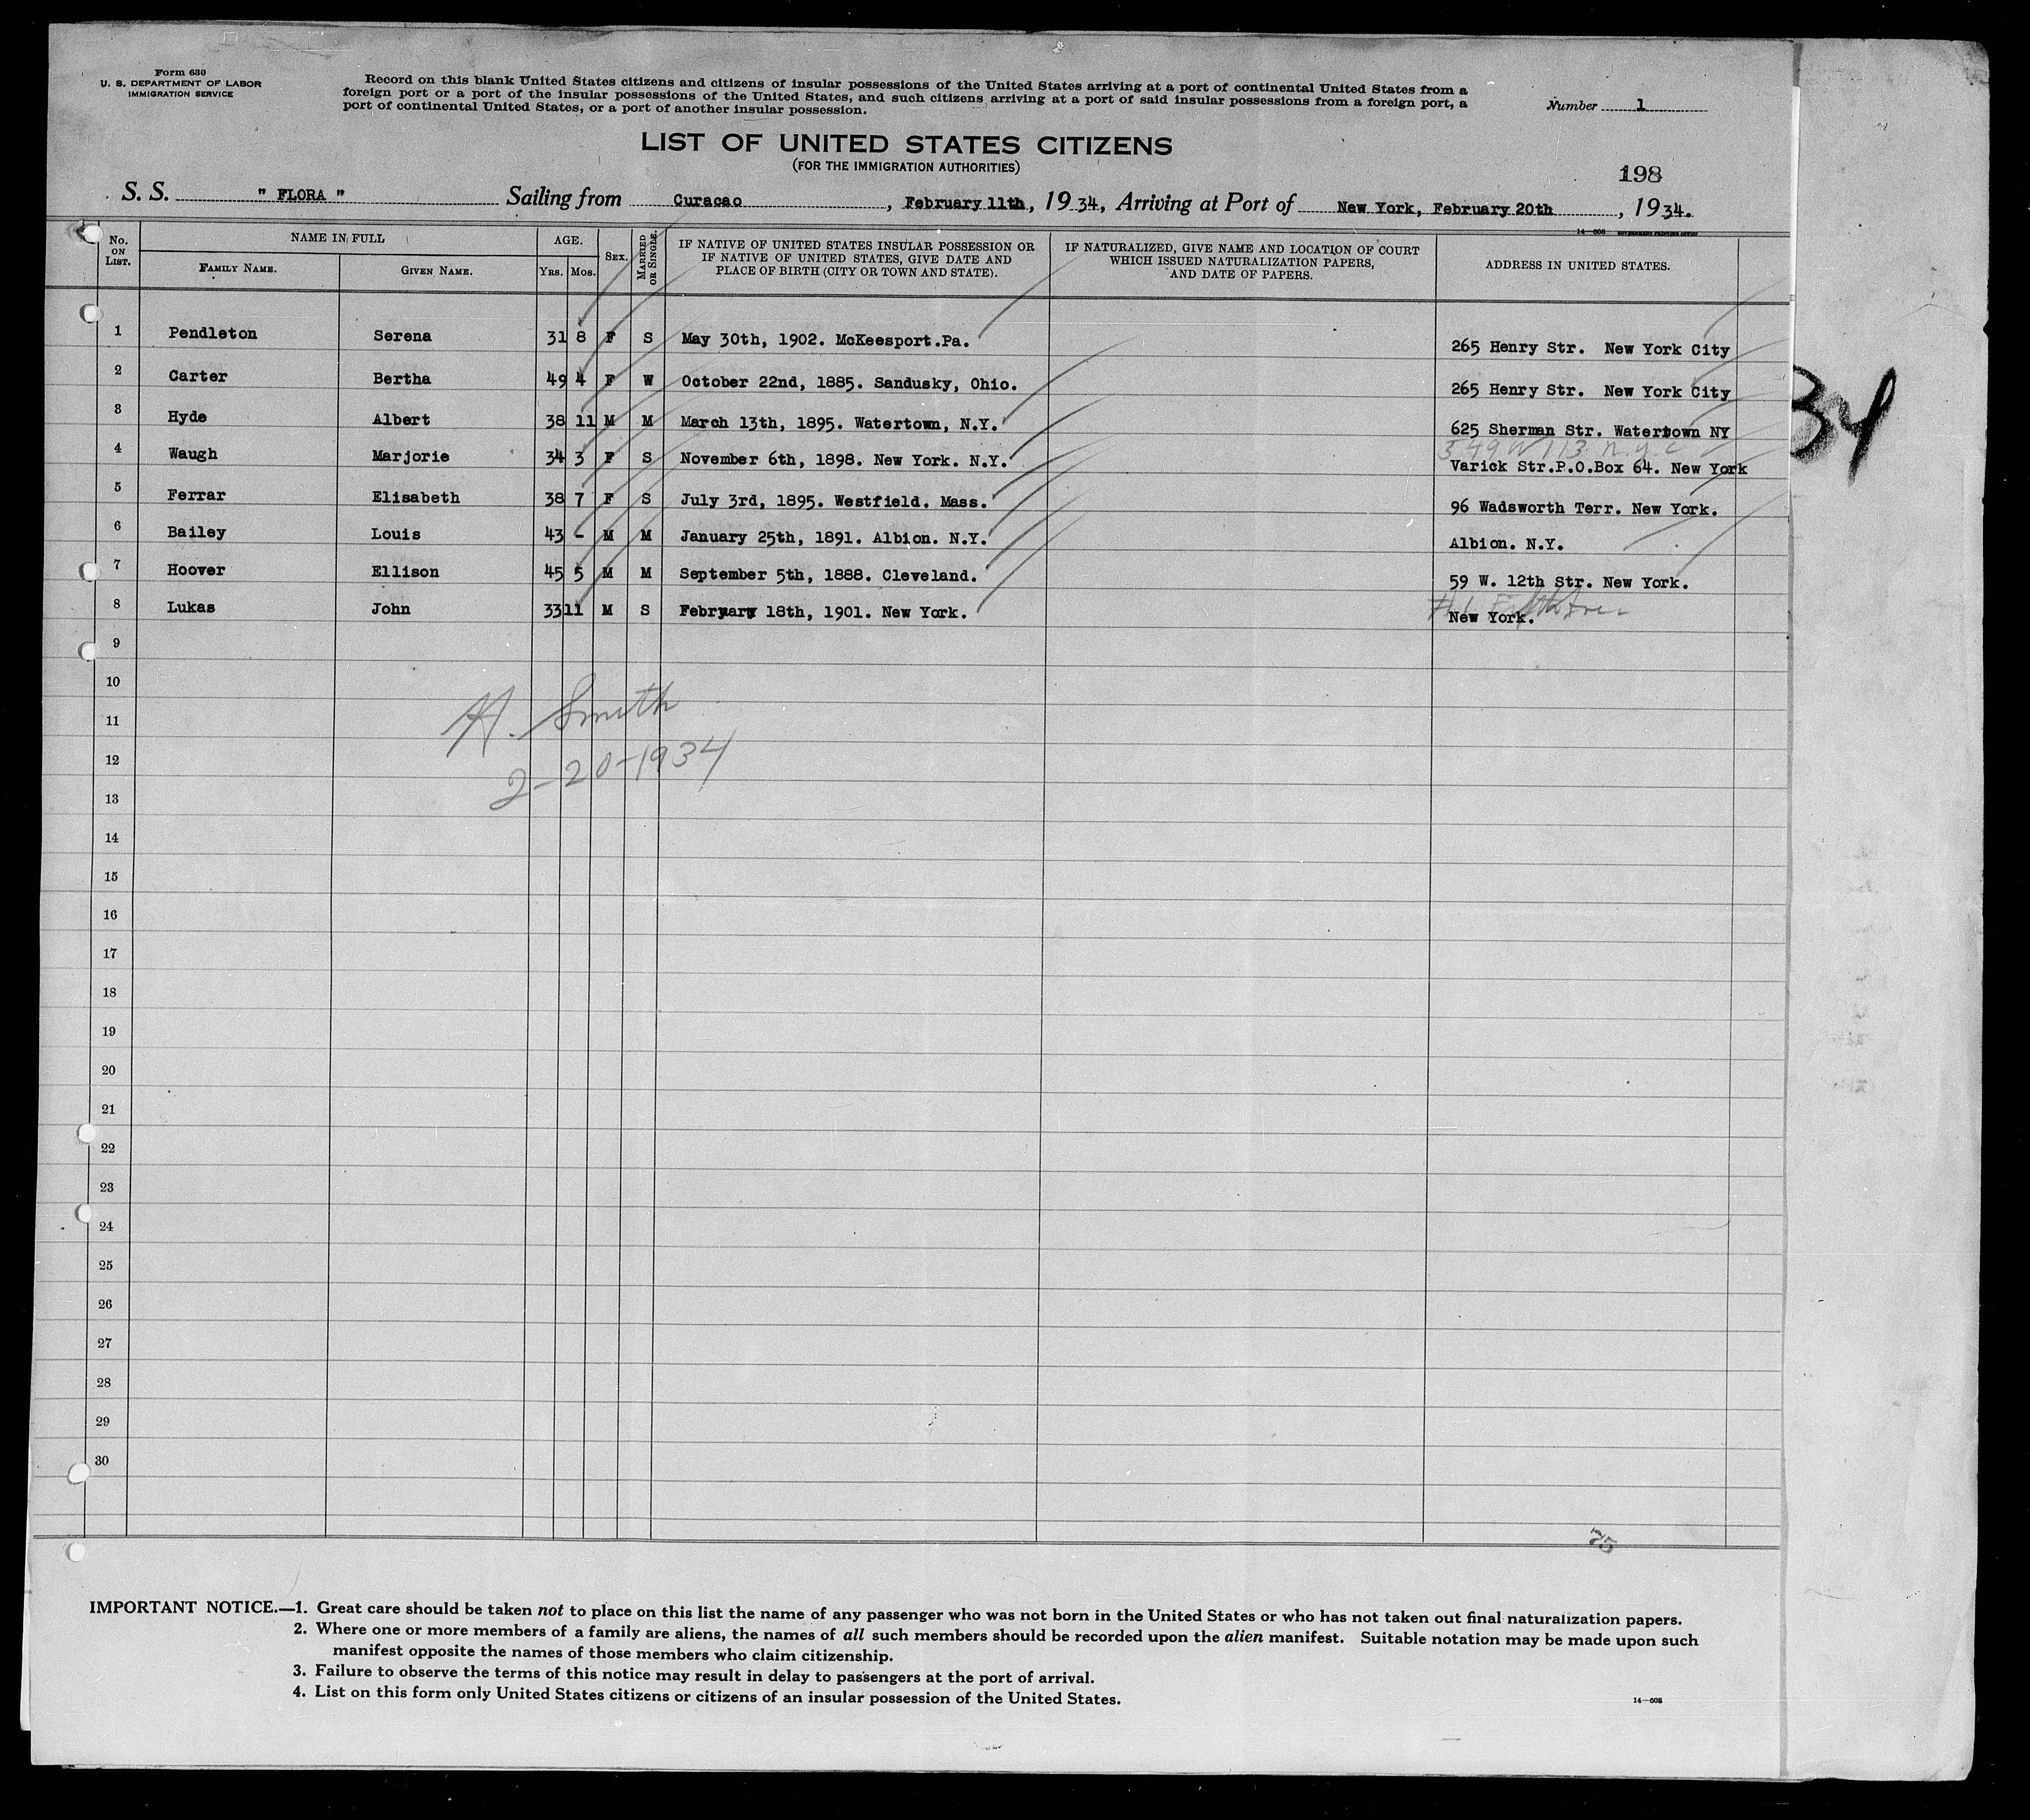 Form 630
U. S. DEPARTMENT OF LABOR
IMMIGRATION SERVICE
Record on this blank United States citizens and citizens of insular possessions of the United States arriving at a port of continental United States from a
foreign port or a port of the insular possessions of the United States, and such citizens arriving at a port of said insular possessions from a foreign port, a
port of continental United States, or a port of another insular possession.
Number 1
LIST OF UNITED STATES CITIZENS
(FOR THE IMMIGRATION AUTHORITIES)
198
S. S. " FLORA " Sailing from Curacao, February 11th, 1934, Arriving at Port of New York, February 20th, 1934.
No. ON LIST. NAME IN FULL FAMILY NAME. GIVEN NAME. AGE. Yrs. Mos. SEX. MARRIED OR SINGLE. IF NATIVE OF UNITED STATES INSULAR POSSESSION OR IF NATIVE OF UNITED STATES, GIVE DATE AND PLACE OF BIRTH (CITY OR TOWN AND STATE). IF NATURALIZED, GIVE NAME AND LOCATION OF COURT WHICH ISSUED NATURALIZATION PAPERS, AND DATE OF PAPERS. ADDRESS IN UNITED STATES.
1 Pendleton Serena 31 8 F S May 30th, 1902. McKeesport.Pa. 265 Henry Str. New York City
2 Carter Bertha 49 4 F W October 22nd, 1885. Sandusky, Ohio. 265 Henry Str. New York City
3 Hyde Albert 38 11 M M March 13th, 1895. Watertown, N.Y. 625 Sherman Str. Watertown NY
549 W 113 N.Y.C
4 Waugh Marjorie 34 3 F S November 6th, 1898. New York. N.Y. Varick Str.P.O.Box 64. New York
5 Ferrar Elisabeth 38 7 F S July 3rd, 1895. Westfield. Mass. 96 Wadsworth Terr. New York.
6 Bailey Louis 43 - M M January 25th, 1891. Albion. N.Y. Albion. N.Y.
7 Hoover Ellison 45 5 M M September 5th, 1888. Cleveland. 59 W. 12th Str. New York.
8 Lukas John 33 11 M S February 18th, 1901. New York. New York.
9
10
11
H. Smith
12
2-20-1934
13
14
15
16
17
18
19
20
21
22
23
24
25
26
27
28
29
30
34
75
IMPORTANT NOTICE.—1. Great care should be taken not to place on this list the name of any passenger who was not born in the United States or who has not taken out final naturalization papers.
2. Where one or more members of a family are aliens, the names of all such members should be recorded upon the alien manifest. Suitable notation may be made upon such
manifest opposite the names of those members who claim citizenship.
3. Failure to observe the terms of this notice may result in delay to passengers at the port of arrival.
4. List on this form only United States citizens or citizens of an insular possession of the United States.
14—608